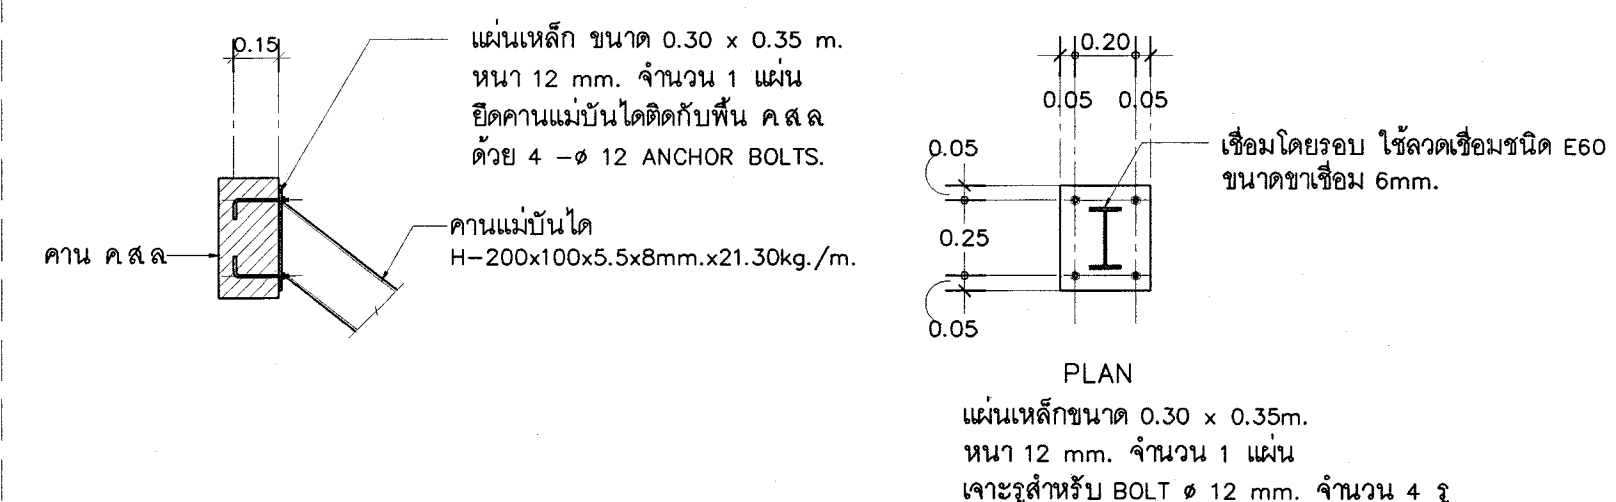 0.15
แผ่นเหล็ก ขนาด 0.30 x 0.35 m.
หนา 12 mm. จำนวน 1 แผ่น
ยึดคานแม่บันไดติดกับพื้น ค ส ล
ด้วย 4 -ø 12 ANCHOR BOLTS.
คานแม่บันได
H-200x100x5.5x8mm.x21.30kg./m.
คาน ค ส ล
0.20
0.05 0.05
0.05
0.25
0.05
เชื่อมโดยรอบ ใช้ลวดเชื่อมชนิด E60
ขนาดขาเชื่อม 6mm.
PLAN
แผ่นเหล็กขนาด 0.30 x 0.35m.
หนา 12 mm. จำนวน 1 แผ่น
เจาะรูสำหรับ BOLT ø 12 mm. จำนวน 4 รู